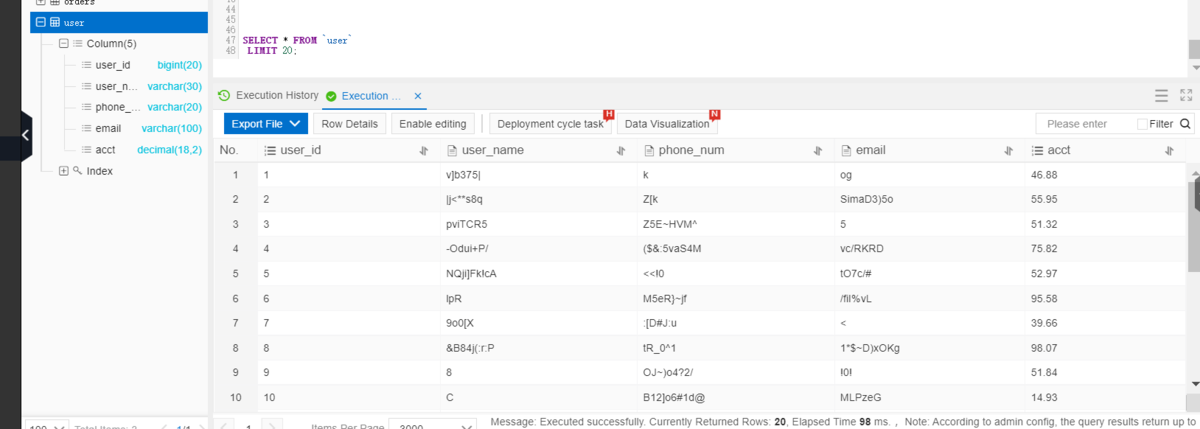 orders
user
Column(5)
user_id bigint(20)
user_n... varchar(30)
phone_... varchar(20)
email varchar(100)
acct decimal(18,2)
Index
44
45
46
47 SELECT * FROM `user`
48 LIMIT 20;
Execution History Execution ... ×
Export File Row Details Enable editing Deployment cycle task H Data Visualization N Please enter Filter
No. user_id user_name phone_num email acct
1 1 v]b375| k og 46.88
2 2 |j<**s8q Z[k SimaD3)5o 55.95
3 3 pviTCR5 Z5E~HVM^ 5 51.32
4 4 -Odui+P/ ($&:5vaS4M vc/RKRD 75.82
5 5 NQji]Fk!cA <<!0 tO7c/# 52.97
6 6 lpR M5eR}~jf /fil%vL 95.58
7 7 9o0[X :[D#J:u < 39.66
8 8 &B84j(:r:P tR_0^1 1*$~D)xOKg 98.07
9 9 8 OJ~)o4?2/ !0! 51.84
10 10 C B12]o6#1d@ MLPzeG 14.93
100 Total Items: 2 1/1
1 Items Per Page 3000
Message: Executed successfully. Currently Returned Rows: 20, Elapsed Time 98 ms. , Note: According to admin config, the query results return up to